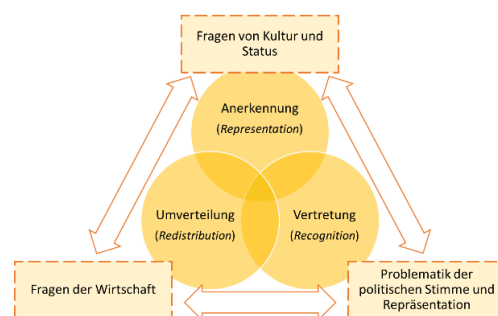 Fragen von Kultur und
Status
Anerkennung
(Representation)
Umverteilung
(Redistribution)
Vertretung
(Recognition)
Fragen der Wirtschaft
Problematik der
politischen Stimme und
Repräsentation